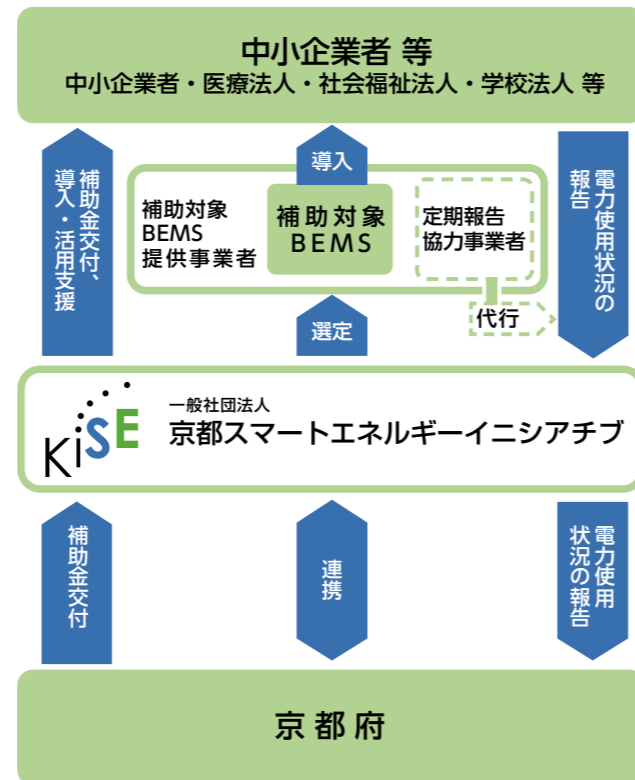 中小企業者 等
中小企業者・医療法人・社会福祉法人・学校法人 等
補助金交付、
導入・活用支援
導入
補助対象
BEMS
提供事業者
補助対象
BEMS
定期報告
協力事業者
代行
選定
電力使用状況の
報告
KiSE
一般社団法人
京都スマートエネルギーイニシアチブ
補助金交付
連携
電力使用
状況の報告
京都府